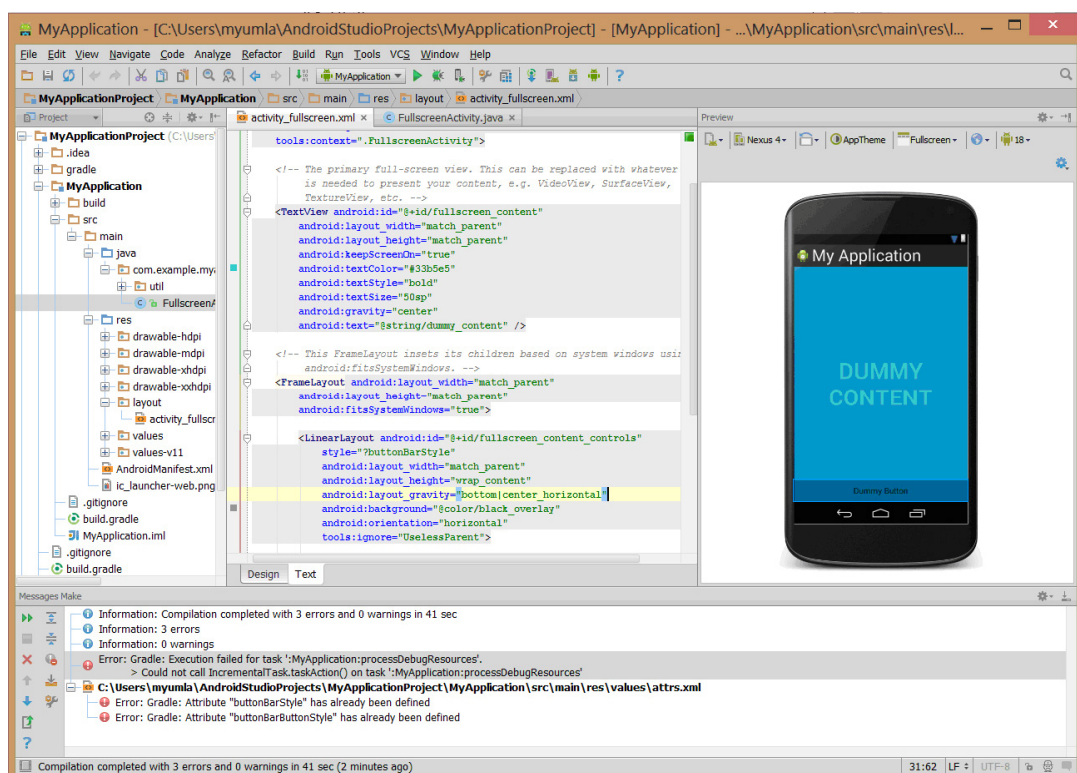 MyApplication - [C:\Users\myumla\AndroidStudioProjects\MyApplicationProject] - [MyApplication] - ...\MyApplication\src\main\res\l...
File Edit View Navigate Code Analyze Refactor Build Run Tools VCS Window Help
MyApplication
MyApplicationProject MyApplication src main res layout activity_fullscreen.xml
Project
MyApplicationProject (C:\Users\
.idea
gradle
MyApplication
build
src
main
java
com.example.mya
util
FullscreenA
res
drawable-hdpi
drawable-mdpi
drawable-xhdpi
drawable-xxhdpi
layout
activity_fullscr
values
values-v11
AndroidManifest.xml
ic_launcher-web.png
.gitignore
build.gradle
MyApplication.iml
.gitignore
build.gradle
activity_fullscreen.xml FullscreenActivity.java
tools:context=".FullscreenActivity">
<!-- The primary full-screen view. This can be replaced with whatever
is needed to present your content, e.g. VideoView, SurfaceView,
TextureView, etc. -->
<TextView android:id="@+id/fullscreen_content"
android:layout_width="match_parent"
android:layout_height="match_parent"
android:keepScreenOn="true"
android:textColor="#33b5e5"
android:textStyle="bold"
android:textSize="50sp"
android:gravity="center"
android:text="@string/dummy_content" />
<!-- This FrameLayout insets its children based on system windows usin
android:fitsSystemWindows. -->
<FrameLayout android:layout_width="match_parent"
android:layout_height="match_parent"
android:fitsSystemWindows="true">
<LinearLayout android:id="@+id/fullscreen_content_controls"
style="?buttonBarStyle"
android:layout_width="match_parent"
android:layout_height="wrap_content"
android:layout_gravity="bottom|center_horizontal"
android:background="@color/black_overlay"
android:orientation="horizontal"
tools:ignore="UselessParent">
Design Text
Preview
Nexus 4 AppTheme Fullscreen 18
My Application
DUMMY
CONTENT
Dummy Button
Messages Make
Information: Compilation completed with 3 errors and 0 warnings in 41 sec
Information: 3 errors
Information: 0 warnings
Error: Gradle: Execution failed for task ':MyApplication:processDebugResources'.
> Could not call IncrementalTask.taskAction() on task ':MyApplication:processDebugResources'
C:\Users\myumla\AndroidStudioProjects\MyApplicationProject\MyApplication\src\main\res\values\attrs.xml
Error: Gradle: Attribute "buttonBarStyle" has already been defined
Error: Gradle: Attribute "buttonBarButtonStyle" has already been defined
Compilation completed with 3 errors and 0 warnings in 41 sec (2 minutes ago) 31:62 LF UTF-8